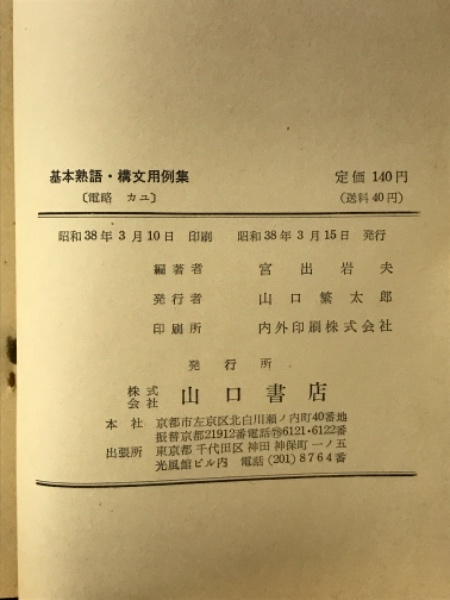 基本熟語・構文用例集　定価 140円
〔電略 カユ〕　(送料40円)
昭和38年3月10日 印刷　昭和38年3月15日 発行
編著者　宮出岩夫
発行者　山口繁太郎
印刷所　内外印刷株式会社
発行所
株式会社 山口書店
本社 京都市左京区北白川瀬ノ内町40番地
振替京都21912番電話 6121・6122番
出張所 東京都千代田区神田神保町一ノ五
光風館ビル内 電話 (201) 8764番